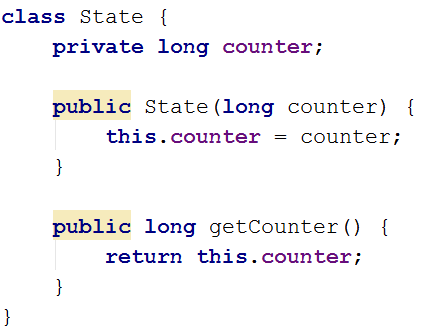 class State {
    private long counter;

    public State(long counter) {
        this.counter = counter;
    }

    public long getCounter() {
        return this.counter;
    }
}